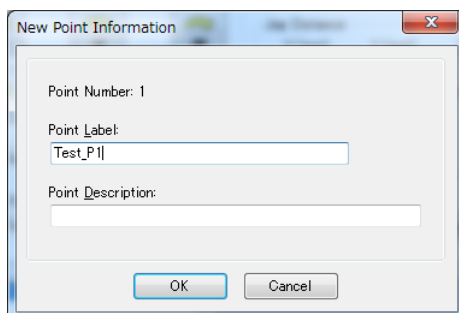 New Point Information
Point Number: 1
Point Label:
Test_P1
Point Description:
OK Cancel